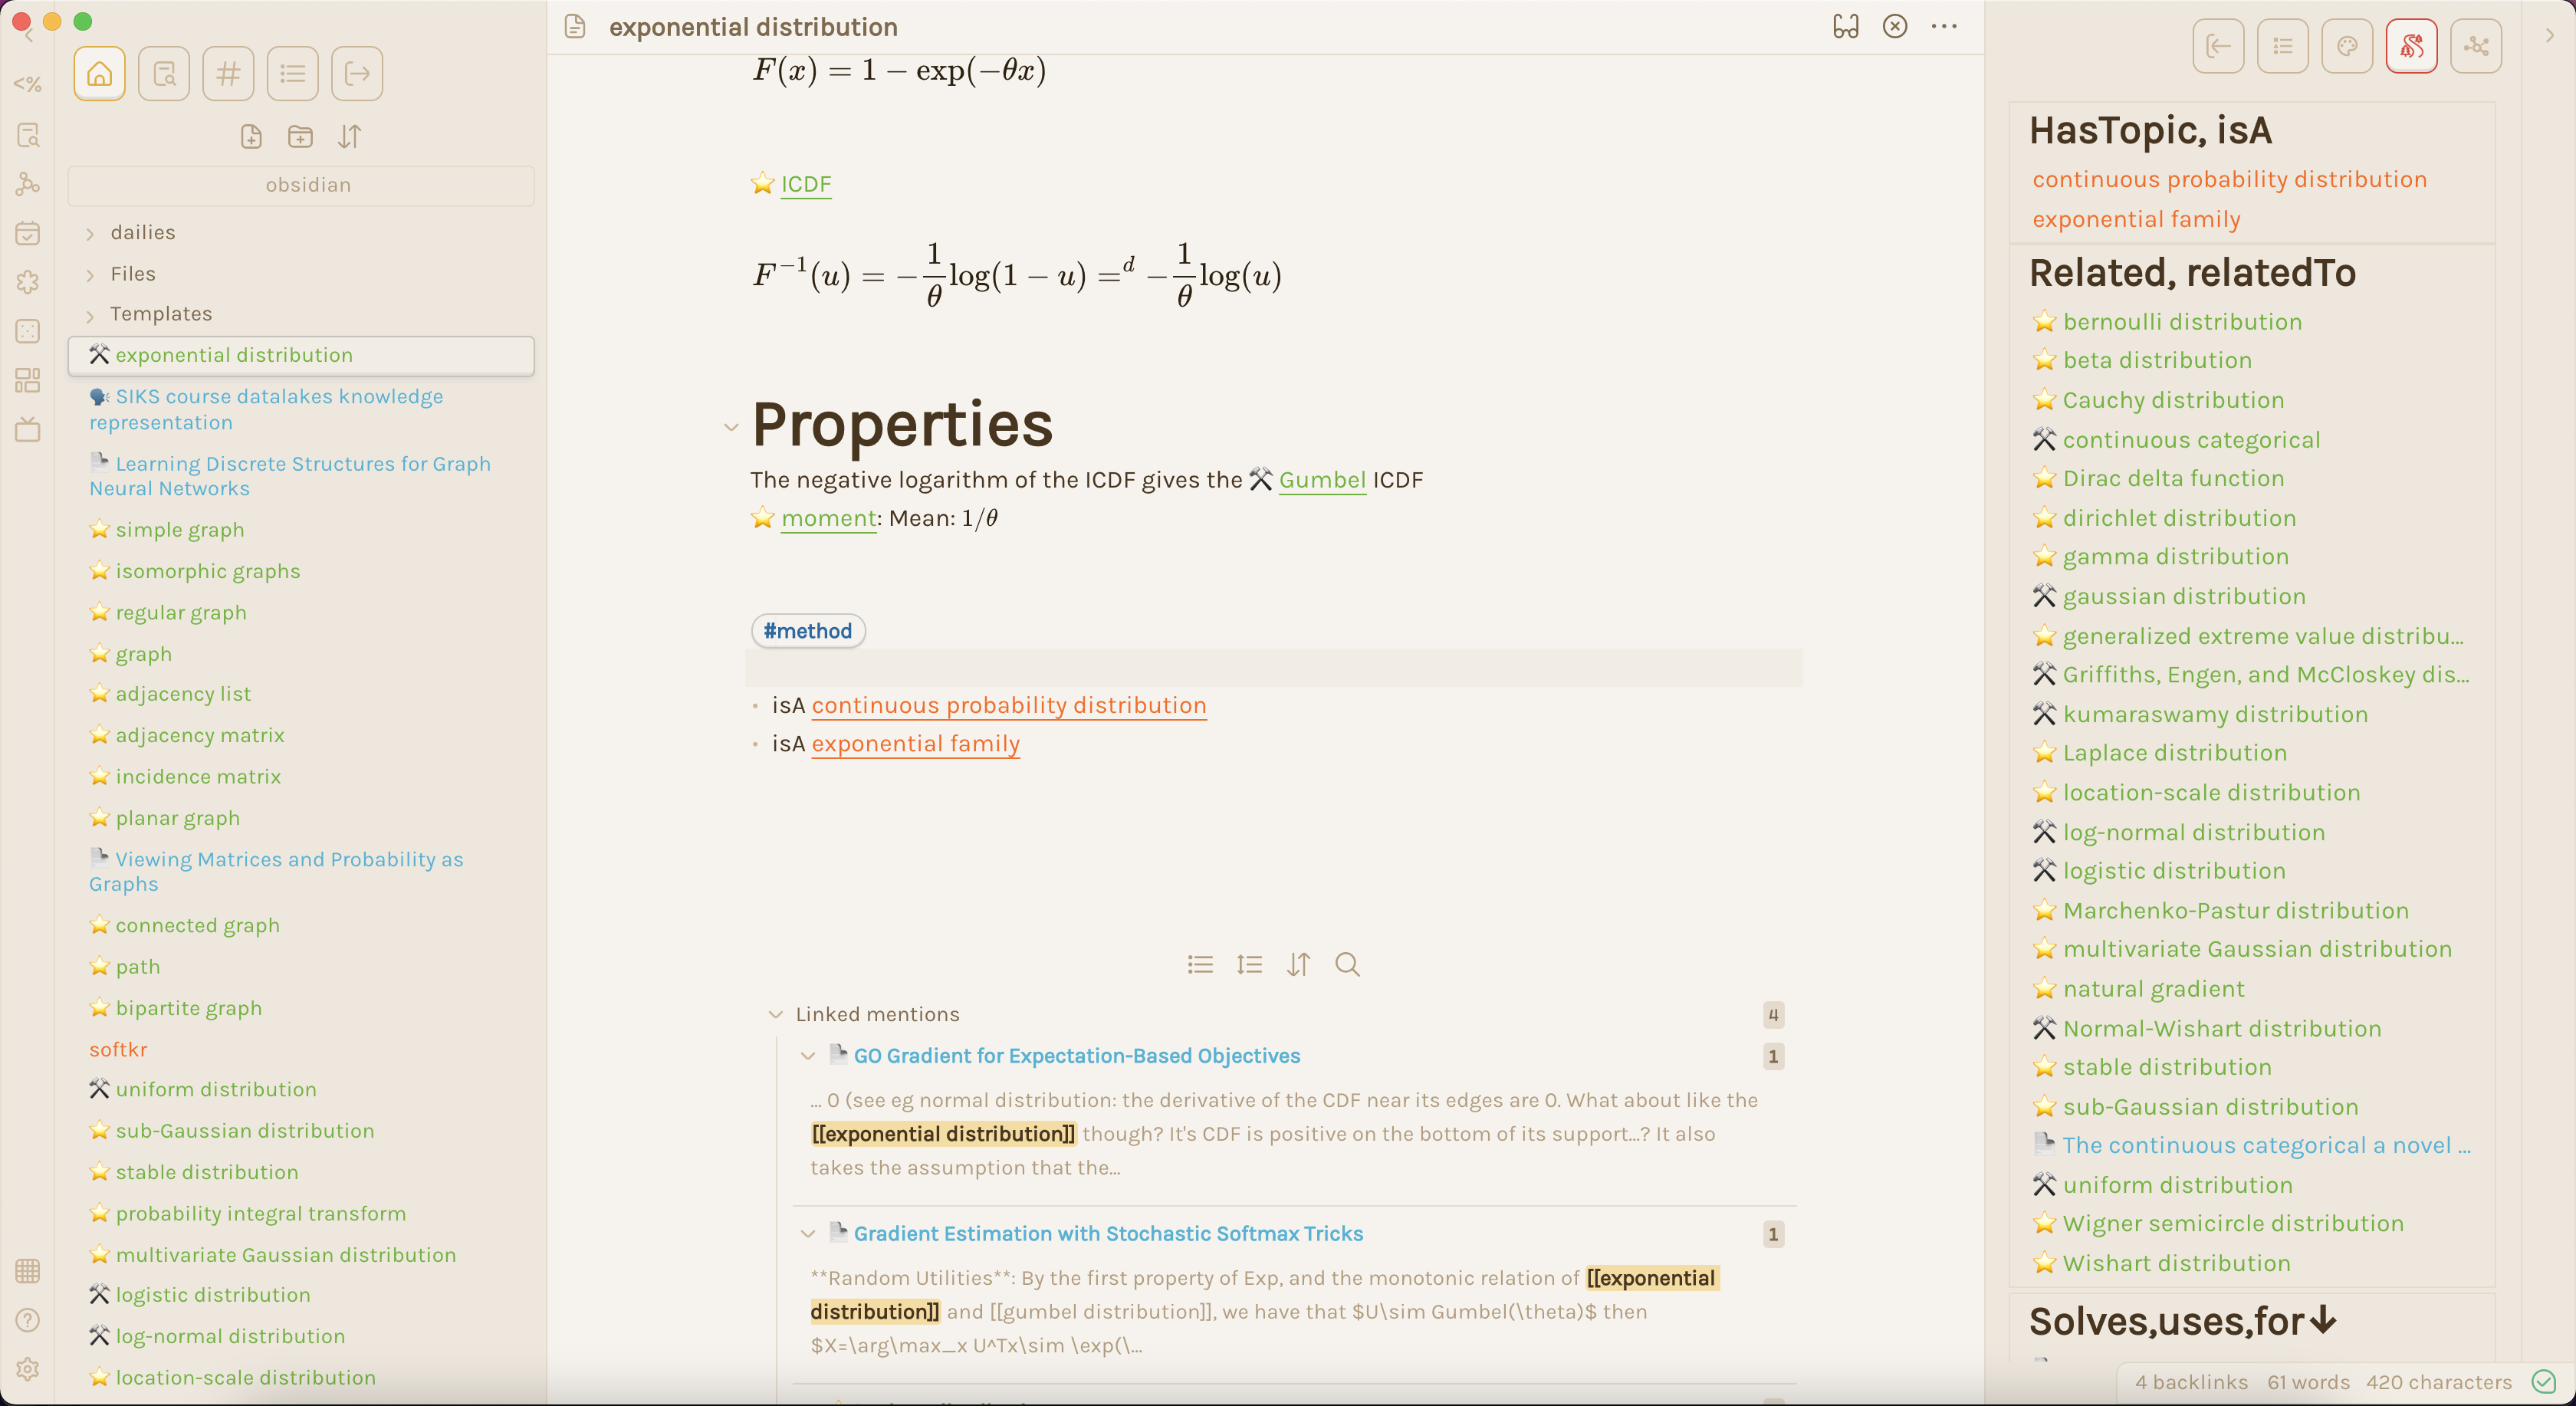 <%
obsidian
dailies
Files
Templates
exponential distribution
SIKS course datalakes knowledge
representation
Learning Discrete Structures for Graph
Neural Networks
simple graph
isomorphic graphs
regular graph
graph
adjacency list
adjacency matrix
incidence matrix
planar graph
Viewing Matrices and Probability as
Graphs
connected graph
path
bipartite graph
softkr
uniform distribution
sub-Gaussian distribution
stable distribution
probability integral transform
multivariate Gaussian distribution
logistic distribution
log-normal distribution
location-scale distribution
exponential distribution
F(x) = 1 − exp(−θx)
⭐ ICDF
F⁻¹(u) = −1/θ log(1 − u) =ᵈ −1/θ log(u)
Properties
The negative logarithm of the ICDF gives the ⚒ Gumbel ICDF
⭐ moment: Mean: 1/θ
#method
• isA continuous probability distribution
• isA exponential family
Linked mentions 4
GO Gradient for Expectation-Based Objectives 1
... 0 (see eg normal distribution: the derivative of the CDF near its edges are 0. What about like the
[[exponential distribution]] though? It's CDF is positive on the bottom of its support...? It also
takes the assumption that the...
Gradient Estimation with Stochastic Softmax Tricks 1
**Random Utilities**: By the first property of Exp, and the monotonic relation of [[exponential
distribution]] and [[gumbel distribution]], we have that $U\sim Gumbel(\theta)$ then
$X=\arg\max_x U^Tx\sim \exp(\...
HasTopic, isA
continuous probability distribution
exponential family
Related, relatedTo
bernoulli distribution
beta distribution
Cauchy distribution
continuous categorical
Dirac delta function
dirichlet distribution
gamma distribution
gaussian distribution
generalized extreme value distribu...
Griffiths, Engen, and McCloskey dis...
kumaraswamy distribution
Laplace distribution
location-scale distribution
log-normal distribution
logistic distribution
Marchenko-Pastur distribution
multivariate Gaussian distribution
natural gradient
Normal-Wishart distribution
stable distribution
sub-Gaussian distribution
The continuous categorical a novel ...
uniform distribution
Wigner semicircle distribution
Wishart distribution
Solves,uses,for↓
4 backlinks 61 words 420 characters